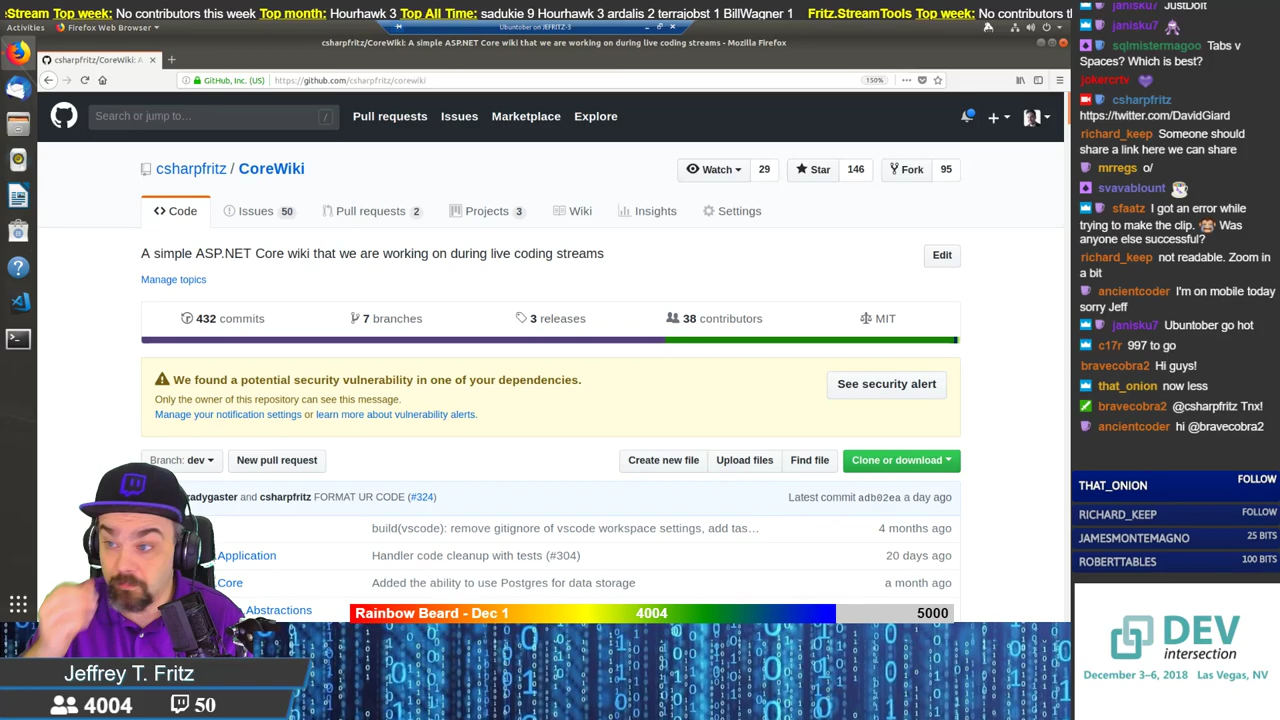 Stream Top week: No contributors this week Top month: Hourhawk 3 Top All Time: sadukie 9 Hourhawk 3 ardalis 2 terrajobst 1 BillWagner 1 Fritz.StreamTools Top week: No contributors th
Activities Firefox Web Browser
Ubuntober on JEFRITZ-3
csharpfritz/CoreWiki: A simple ASP.NET Core wiki that we are working on during live coding streams - Mozilla Firefox
csharpfritz/CoreWiki: A
GitHub, Inc. (US) https://github.com/csharpfritz/corewiki 150%
Search or jump to… /
Pull requests Issues Marketplace Explore
csharpfritz / CoreWiki
Watch 29 Star 146 Fork 95
Code Issues 50 Pull requests 2 Projects 3 Wiki Insights Settings
A simple ASP.NET Core wiki that we are working on during live coding streams
Edit
Manage topics
432 commits 7 branches 3 releases 38 contributors MIT
We found a potential security vulnerability in one of your dependencies.
Only the owner of this repository can see this message.
Manage your notification settings or learn more about vulnerability alerts.
See security alert
Branch: dev New pull request Create new file Upload files Find file Clone or download
adygaster and csharpfritz FORMAT UR CODE (#324) Latest commit adb02ea a day ago
build(vscode): remove gitignore of vscode workspace settings, add tas… 4 months ago
.Application Handler code cleanup with tests (#304) 20 days ago
.Core Added the ability to use Postgres for data storage a month ago
.Abstractions
Rainbow Beard - Dec 1 4004 5000
Jeffrey T. Fritz
4004 50
janisku7 JustDoIt
janisku7
sqlmistermagoo Tabs v
Spaces? Which is best?
jokercrtv
csharpfritz
https://twitter.com/DavidGiard
richard_keep Someone should
share a link here we can share
mrregs o/
svavablount
sfaatz I got an error while
trying to make the clip. Was
anyone else successful?
richard_keep not readable. Zoom in
a bit
ancientcoder I'm on mobile today
sorry Jeff
janisku7 Ubuntober go hot
c17r 997 to go
bravecobra2 Hi guys!
that_onion now less
bravecobra2 @csharpfritz Tnx!
ancientcoder hi @bravecobra2
THAT_ONION FOLLOW
RICHARD_KEEP FOLLOW
JAMESMONTEMAGNO 25 BITS
ROBERTTABLES 100 BITS
DEV
intersection
December 3–6, 2018 Las Vegas, NV